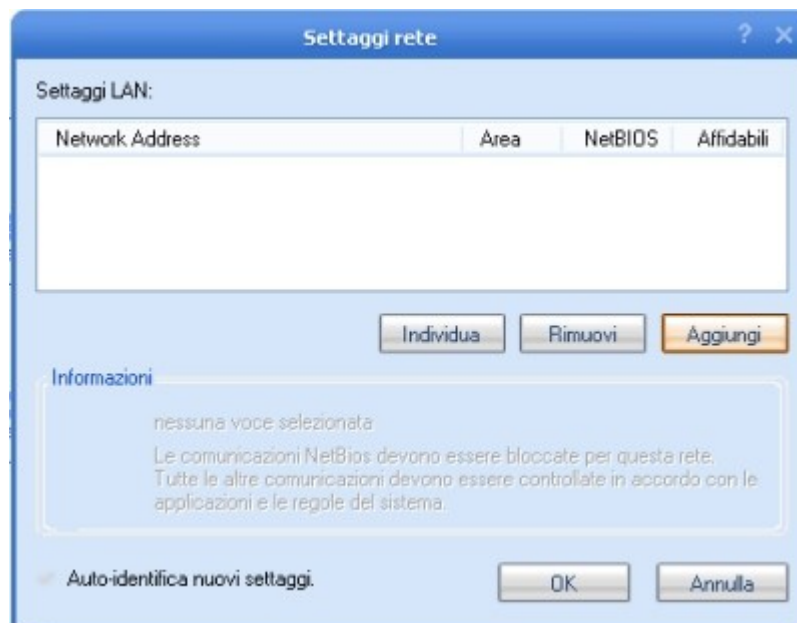 Settaggi rete
Settaggi LAN:
Network Address Area NetBIOS Affidabili
Individua Rimuovi Aggiungi
Informazioni
nessuna voce selezionata
Le comunicazioni NetBios devono essere bloccate per questa rete.
Tutte le altre comunicazioni devono essere controllate in accordo con le
applicazioni e le regole del sistema.
Auto-identifica nuovi settaggi.
OK Annulla